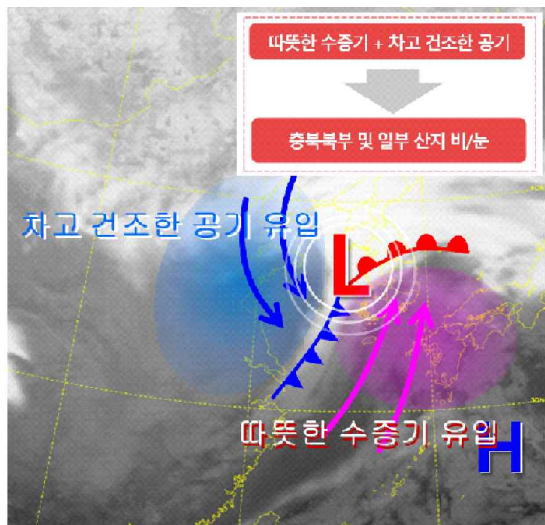 따뜻한 수증기 + 차고 건조한 공기
충북북부 및 일부 산지 비/눈
차고 건조한 공기 유입
L
따뜻한 수증기 유입
H